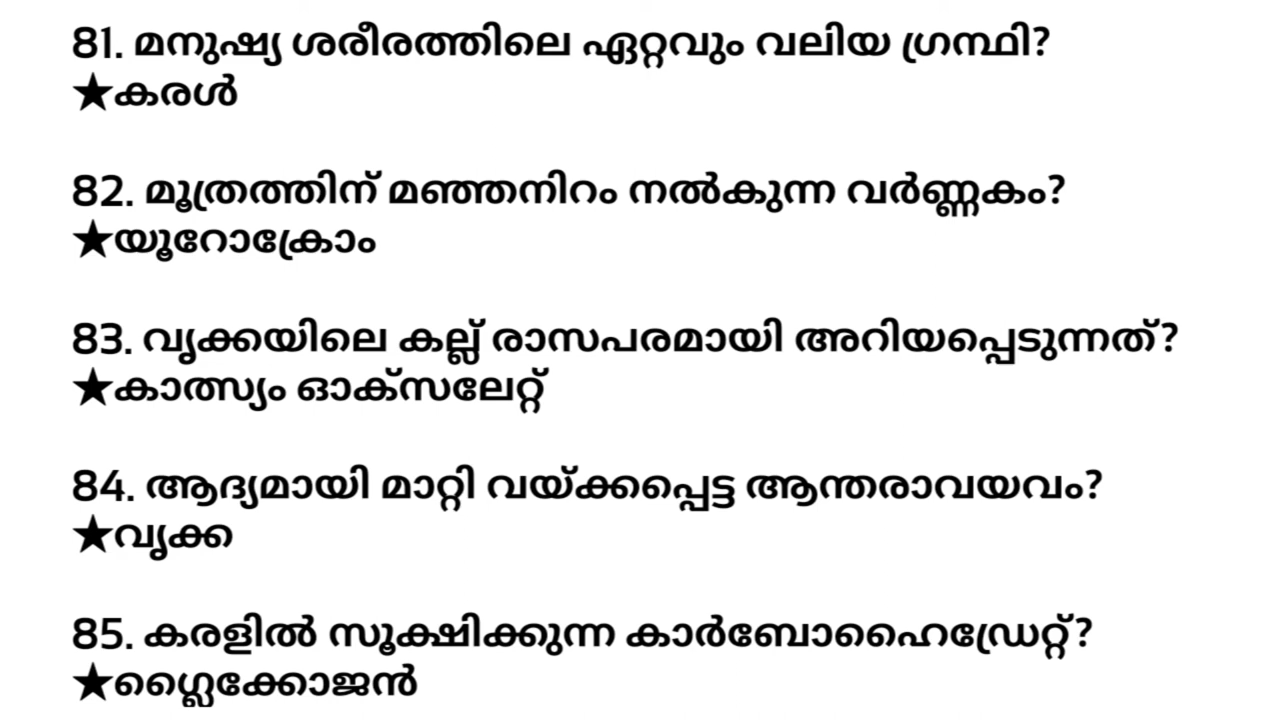 81. മനുഷ്യ ശരീരത്തിലെ ഏറ്റവും വലിയ ഗ്രന്ഥി?
★കരൾ
82. മൂത്രത്തിന് മഞ്ഞനിറം നൽകുന്ന വർണ്ണകം?
★യൂറോക്രോം
83. വൃക്കയിലെ കല്ല് രാസപരമായി അറിയപ്പെടുന്നത്?
★കാത്സ്യം ഓക്സലേറ്റ്
84. ആദ്യമായി മാറ്റി വയ്ക്കപ്പെട്ട ആന്തരാവയവം?
★വൃക്ക
85. കരളിൽ സൂക്ഷിക്കുന്ന കാർബോഹൈഡ്രേറ്റ്?
★ഗ്ലൈക്കോജൻ